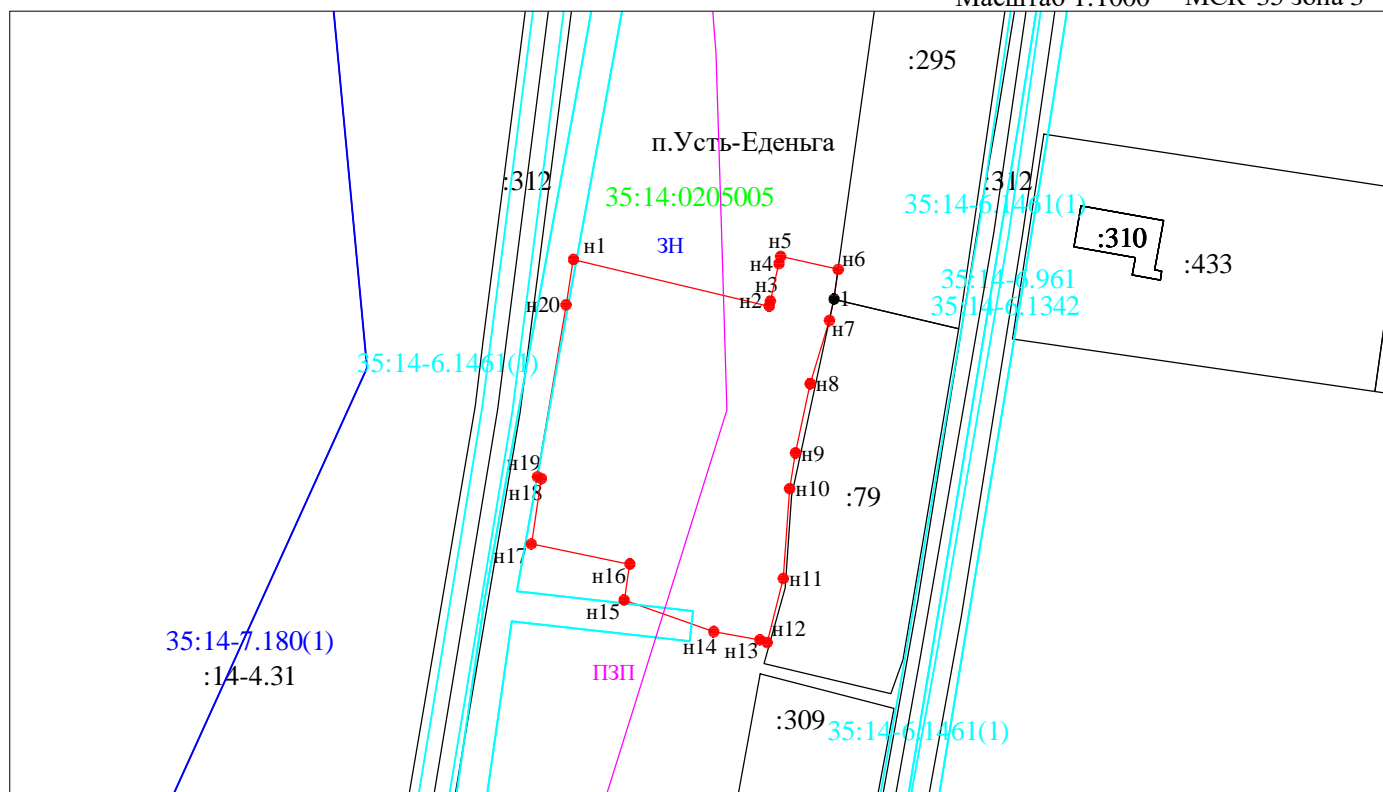 Масштаб 1:1000 МСК-35 зона 3
:295
п.Усть-Еденьга
:312
:312
35:14:0205005
35:14-6.1461(1)
:310
н1
ЗН
н5
:433
н4
н6
35:14-6.961
н3
н20
н2
1
35:14-6.1342
н7
35:14-6.1461(1)
н8
н9
н19
н18
н10
:79
н17
н16
н11
н15
н12
35:14-7.180(1)
н14
н13
:14-4.31
ПЗП
:309
35:14-6.1461(1)